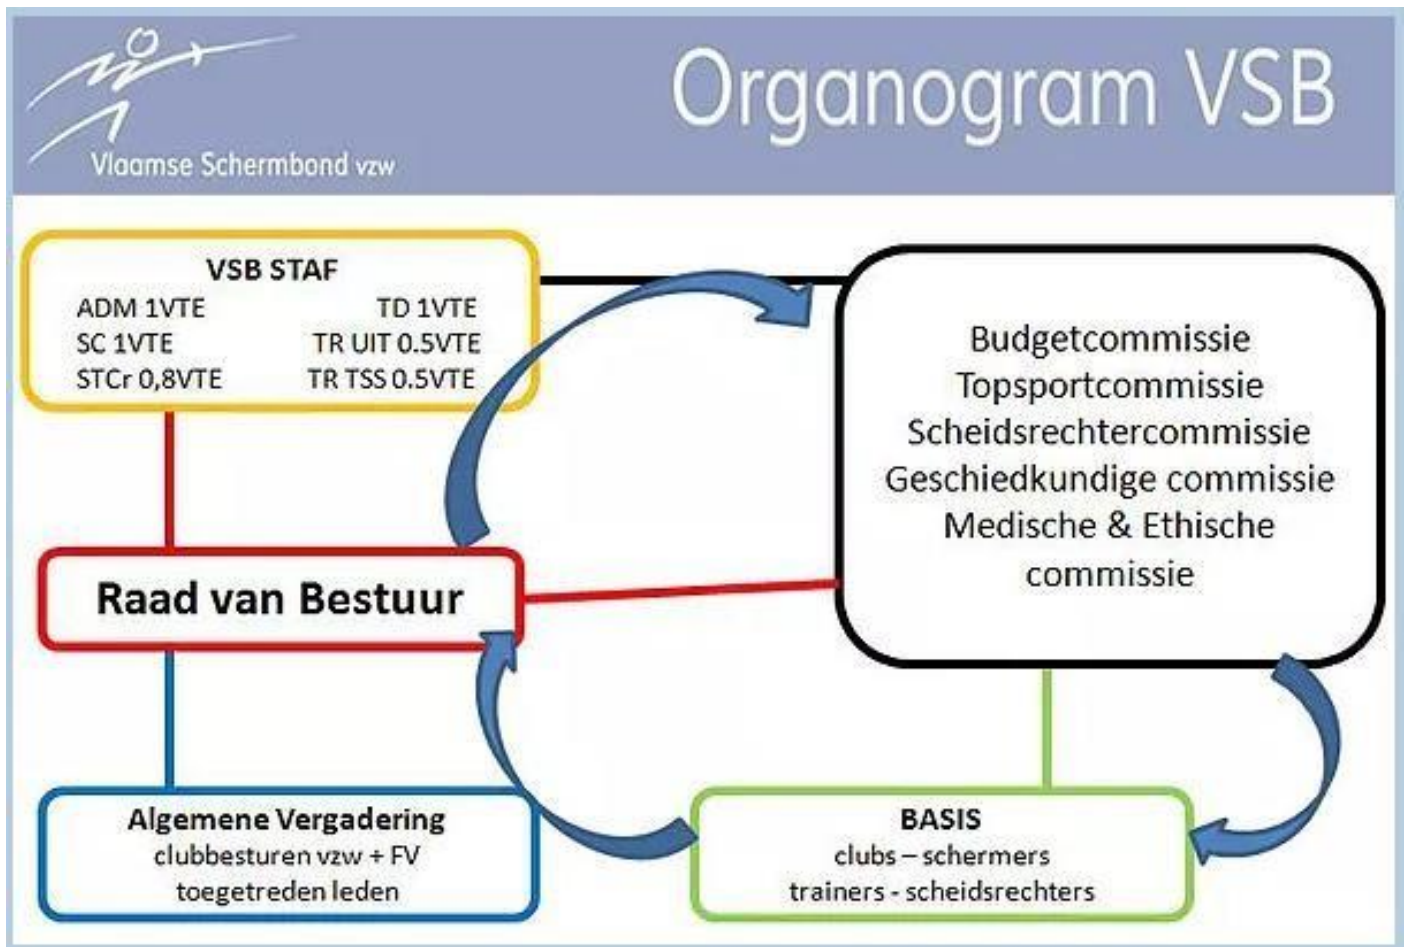 Organogram VSB
Vlaamse Schermbond vzw
VSB STAF
ADM 1VTE
TD 1VTE
SC 1VTE
TR UIT 0.5VTE
STCr 0,8VTE
TR TSS 0.5VTE
Budgetcommissie
Topsportcommissie
Scheidsrechtercommissie
Geschiedkundige commissie
Medische & Ethische
commissie
Raad van Bestuur
Algemene Vergadering
clubbesturen vzw + FV
toegetreden leden
BASIS
clubs – schermers
trainers - scheidsrechters